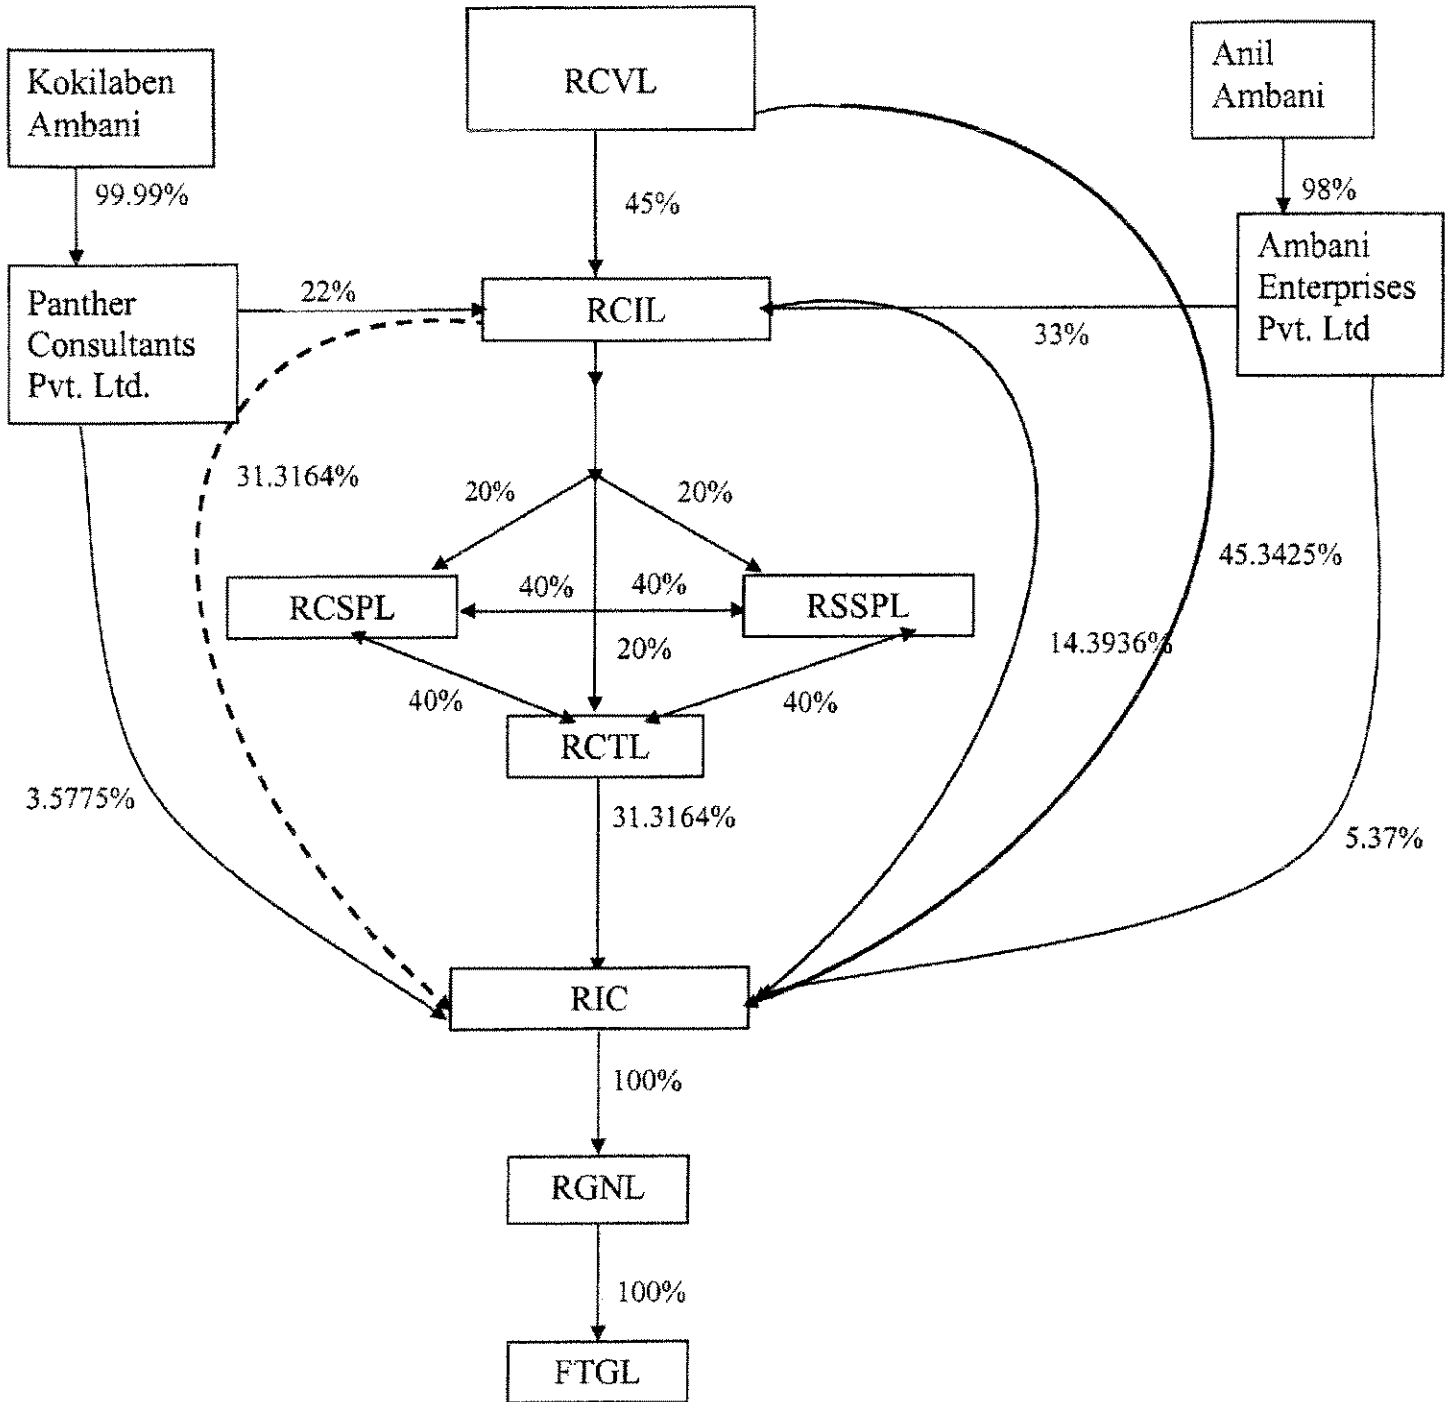 RCVL
Kokilaben
Ambani
Anil
Ambani
99.99%
45%
98%
Panther
Consultants
Pvt. Ltd.
22%
RCIL
33%
Ambani
Enterprises
Pvt. Ltd
31.3164%
20%
20%
45.3425%
RCSPL
40%
40%
RSSPL
20%
14.3936%
40%
40%
RCTL
3.5775%
31.3164%
5.37%
RIC
100%
RGNL
100%
FTGL